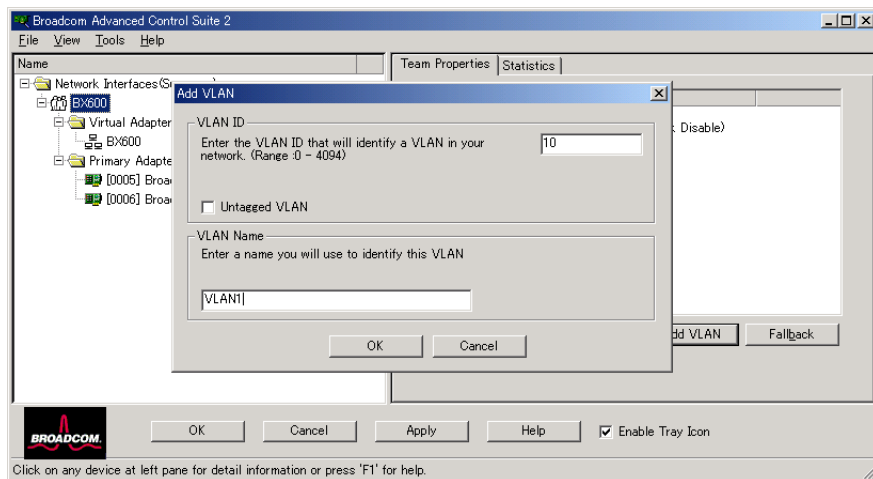 Broadcom Advanced Control Suite 2
File View Tools Help
Name
Team Properties
Statistics
Network Interfaces
BX600
Virtual Adapter
BX600
Primary Adapte
[0005] Broa
[0006] Broa
Disable)
Add VLAN
VLAN ID
Enter the VLAN ID that will identify a VLAN in your
network. (Range :0 - 4094)
10
Untagged VLAN
VLAN Name
Enter a name you will use to identify this VLAN
VLAN1
OK
Cancel
dd VLAN
Fallback
BROADCOM.
OK
Cancel
Apply
Help
Enable Tray Icon
Click on any device at left pane for detail information or press 'F1' for help.